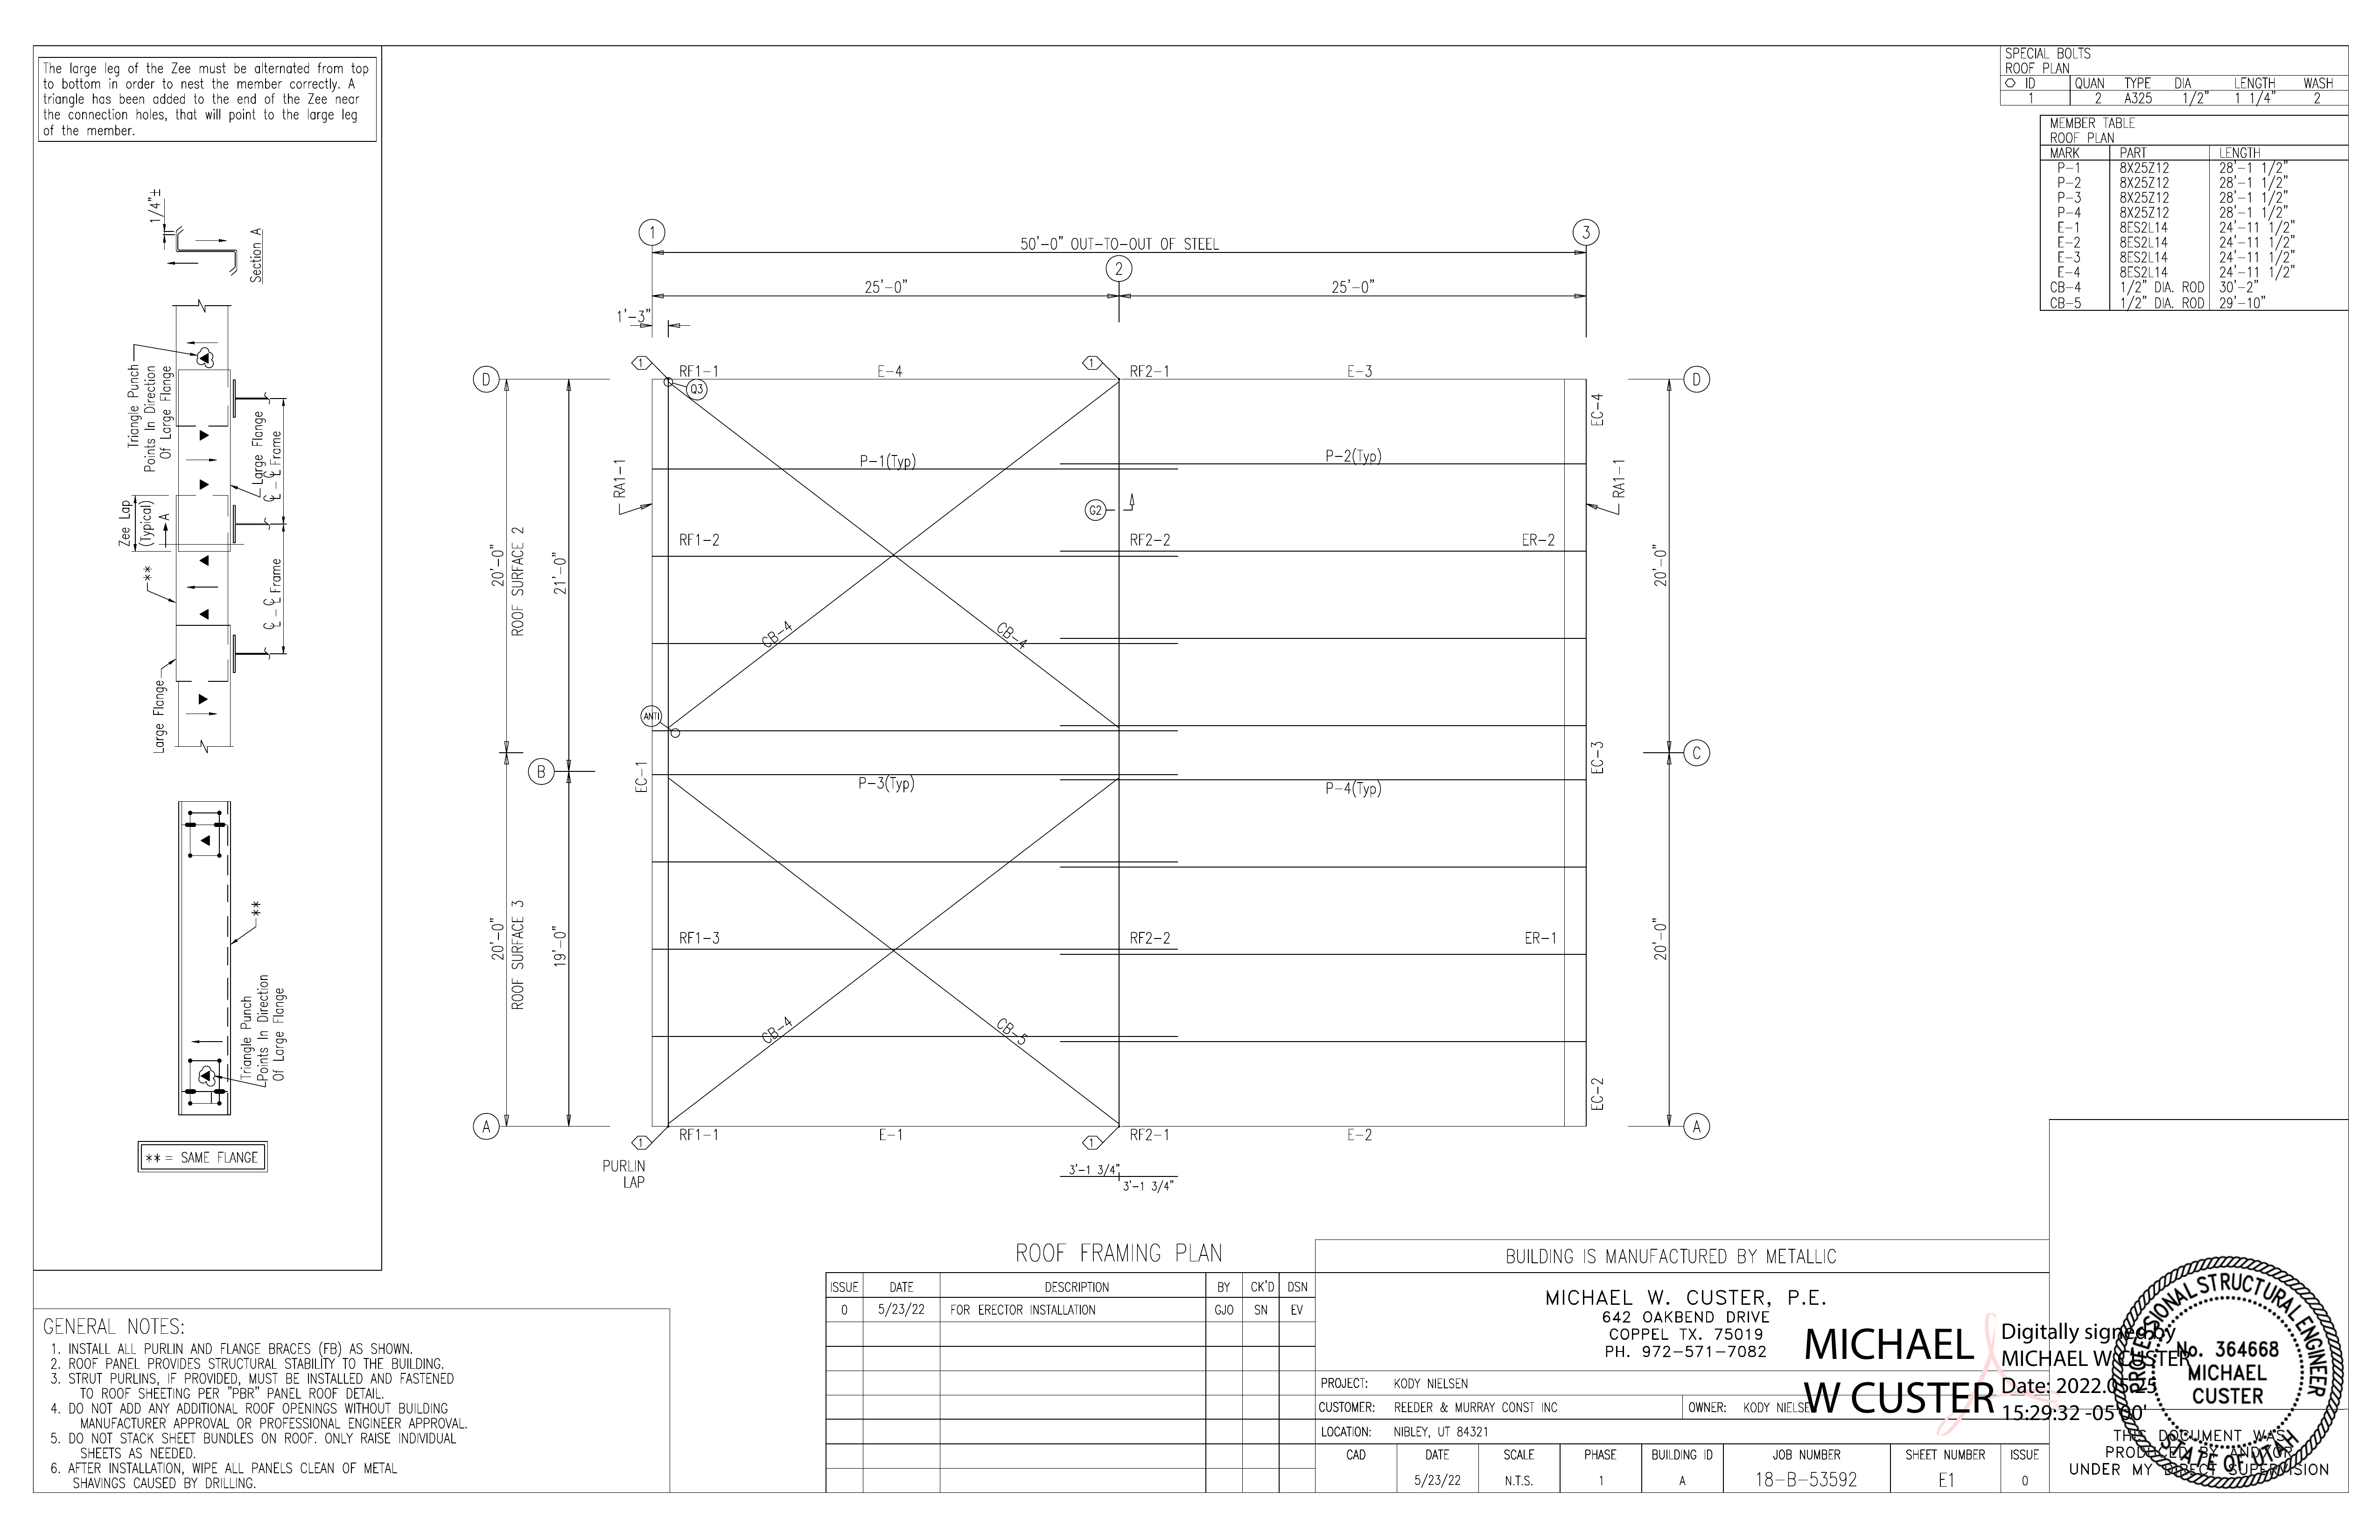 The large leg of the Zee must be alternated from top
to bottom in order to nest the member correctly. A
triangle has been added to the end of the Zee near
the connection holes, that will point to the large leg
of the member.
1/4"±
Section A
Triangle Punch
Points In Direction
Of Large Flange
Large Flange
℄ - ℄ Frame
Zee Lap
(Typical)
A
**
℄ - ℄ Frame
Large Flange
**
Triangle Punch
Points In Direction
Of Large Flange
** = SAME FLANGE
SPECIAL BOLTS
ROOF PLAN
ID QUAN TYPE DIA LENGTH WASH
1 2 A325 1/2" 1 1/4" 2
MEMBER TABLE
ROOF PLAN
MARK PART LENGTH
P-1 8X25Z12 28'-1 1/2"
P-2 8X25Z12 28'-1 1/2"
P-3 8X25Z12 28'-1 1/2"
P-4 8X25Z12 28'-1 1/2"
E-1 8ES2L14 24'-11 1/2"
E-2 8ES2L14 24'-11 1/2"
E-3 8ES2L14 24'-11 1/2"
E-4 8ES2L14 24'-11 1/2"
CB-4 1/2" DIA. ROD 30'-2"
CB-5 1/2" DIA. ROD 29'-10"
1 3
50'-0" OUT-TO-OUT OF STEEL
2
25'-0" 25'-0"
1'-3"
1 1
RF1-1 E-4 RF2-1 E-3
D Q3 D
EC-4
P-1(Typ) P-2(Typ)
RA1-1 RA1-1
G2
RF1-2 RF2-2 ER-2
20'-0" 21'-0" 20'-0"
ROOF SURFACE 2
CB-4 CB-4
ANTI
EC-3
C
B
EC-1
P-3(Typ) P-4(Typ)
RF1-3 RF2-2 ER-1
20'-0" 19'-0" 20'-0"
ROOF SURFACE 3
CB-4 CB-5
EC-2
A A
1 RF1-1 E-1 1 RF2-1 E-2
PURLIN
LAP
3'-1 3/4"
3'-1 3/4"
ROOF FRAMING PLAN
GENERAL NOTES:
1. INSTALL ALL PURLIN AND FLANGE BRACES (FB) AS SHOWN.
2. ROOF PANEL PROVIDES STRUCTURAL STABILITY TO THE BUILDING.
3. STRUT PURLINS, IF PROVIDED, MUST BE INSTALLED AND FASTENED
TO ROOF SHEETING PER "PBR" PANEL ROOF DETAIL.
4. DO NOT ADD ANY ADDITIONAL ROOF OPENINGS WITHOUT BUILDING
MANUFACTURER APPROVAL OR PROFESSIONAL ENGINEER APPROVAL.
5. DO NOT STACK SHEET BUNDLES ON ROOF. ONLY RAISE INDIVIDUAL
SHEETS AS NEEDED.
6. AFTER INSTALLATION, WIPE ALL PANELS CLEAN OF METAL
SHAVINGS CAUSED BY DRILLING.
ISSUE DATE DESCRIPTION BY CK'D DSN
0 5/23/22 FOR ERECTOR INSTALLATION GJO SN EV
BUILDING IS MANUFACTURED BY METALLIC
MICHAEL W. CUSTER, P.E.
642 OAKBEND DRIVE
COPPEL TX. 75019
PH. 972-571-7082
PROJECT: KODY NIELSEN
CUSTOMER: REEDER & MURRAY CONST INC OWNER: KODY NIELSE
LOCATION: NIBLEY, UT 84321
CAD DATE SCALE PHASE BUILDING ID JOB NUMBER SHEET NUMBER ISSUE
5/23/22 N.T.S. 1 A 18-B-53592 E1 0
MICHAEL
W CUSTER
Digitally signed by
MICHAEL W CUSTER
Date: 2022.05.25
15:29:32 -05'00'
PROFESSIONAL STRUCTURAL ENGINEER
No. 364668
MICHAEL
CUSTER
STATE OF UTAH
THIS DOCUMENT WAS
PRODUCED BY AND/OR
UNDER MY DIRECT SUPERVISION